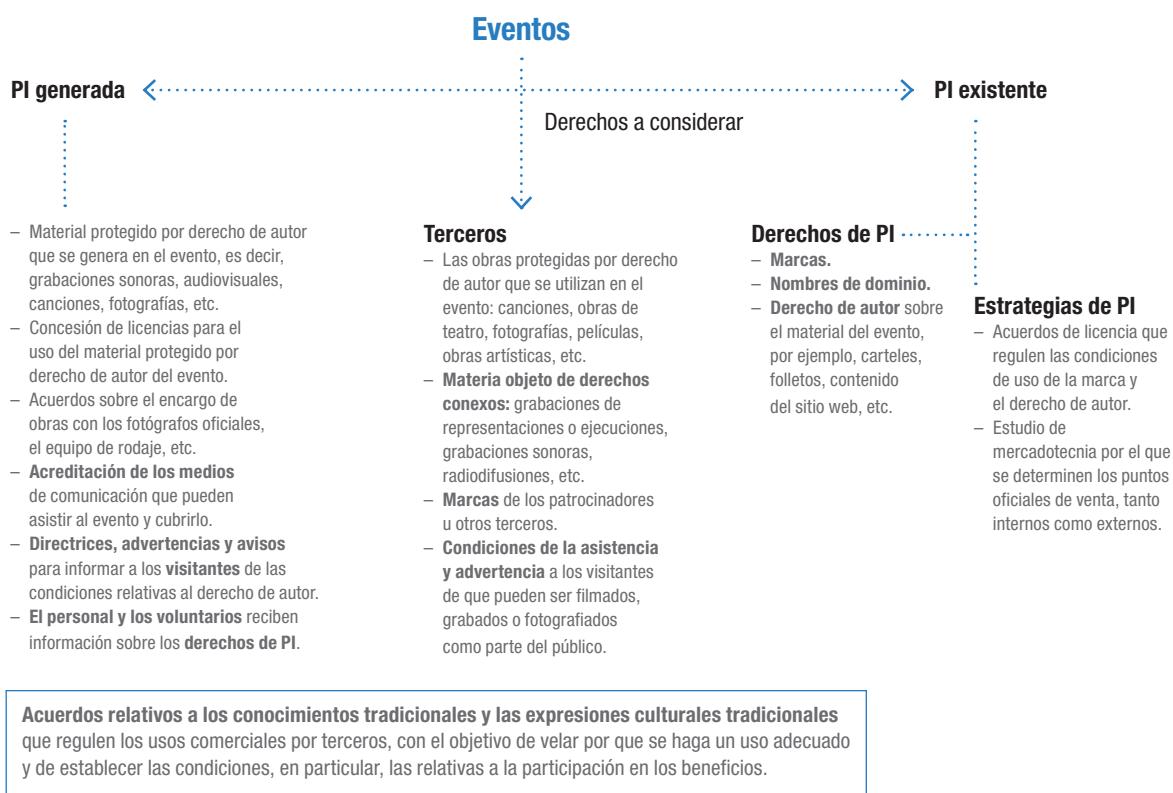 Eventos
PI generada
PI existente
Derechos a considerar
– Material protegido por derecho de autor
que se genera en el evento, es decir,
grabaciones sonoras, audiovisuales,
canciones, fotografías, etc.
– Concesión de licencias para el
uso del material protegido por
derecho de autor del evento.
– Acuerdos sobre el encargo de
obras con los fotógrafos oficiales,
el equipo de rodaje, etc.
– Acreditación de los medios
de comunicación que pueden
asistir al evento y cubrirlo.
– Directrices, advertencias y avisos
para informar a los visitantes de las
condiciones relativas al derecho de autor.
– El personal y los voluntarios reciben
información sobre los derechos de PI.
Terceros
– Las obras protegidas por derecho
de autor que se utilizan en el
evento: canciones, obras de
teatro, fotografías, películas,
obras artísticas, etc.
– Materia objeto de derechos
conexos: grabaciones de
representaciones o ejecuciones,
grabaciones sonoras,
radiodifusiones, etc.
– Marcas de los patrocinadores
u otros terceros.
– Condiciones de la asistencia
y advertencia a los visitantes
de que pueden ser filmados,
grabados o fotografiados
como parte del público.
Derechos de PI
– Marcas.
– Nombres de dominio.
– Derecho de autor sobre
el material del evento,
por ejemplo, carteles,
folletos, contenido
del sitio web, etc.
Estrategias de PI
– Acuerdos de licencia que
regulen las condiciones
de uso de la marca y
el derecho de autor.
– Estudio de
mercadotecnia por el que
se determinen los puntos
oficiales de venta, tanto
internos como externos.
Acuerdos relativos a los conocimientos tradicionales y las expresiones culturales tradicionales
que regulen los usos comerciales por terceros, con el objetivo de velar por que se haga un uso adecuado
y de establecer las condiciones, en particular, las relativas a la participación en los beneficios.